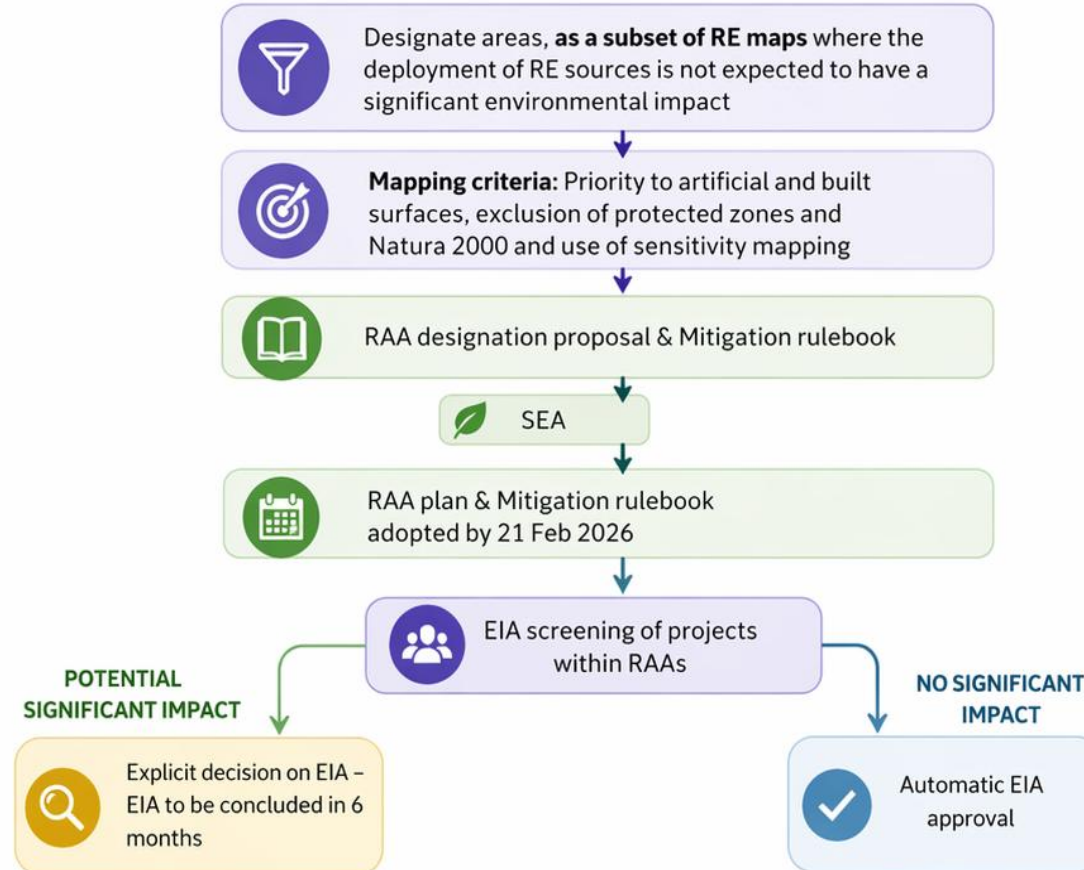 Designate areas, as a subset of RE maps where the
deployment of RE sources is not expected to have a
significant environmental impact
Mapping criteria: Priority to artificial and built
surfaces, exclusion of protected zones and
Natura 2000 and use of sensitivity mapping
RAA designation proposal & Mitigation rulebook
SEA
RAA plan & Mitigation rulebook
adopted by 21 Feb 2026
EIA screening of projects
within RAAs
POTENTIAL
SIGNIFICANT IMPACT
NO SIGNIFICANT
IMPACT
Explicit decision on EIA –
EIA to be concluded in 6
months
Automatic EIA
approval